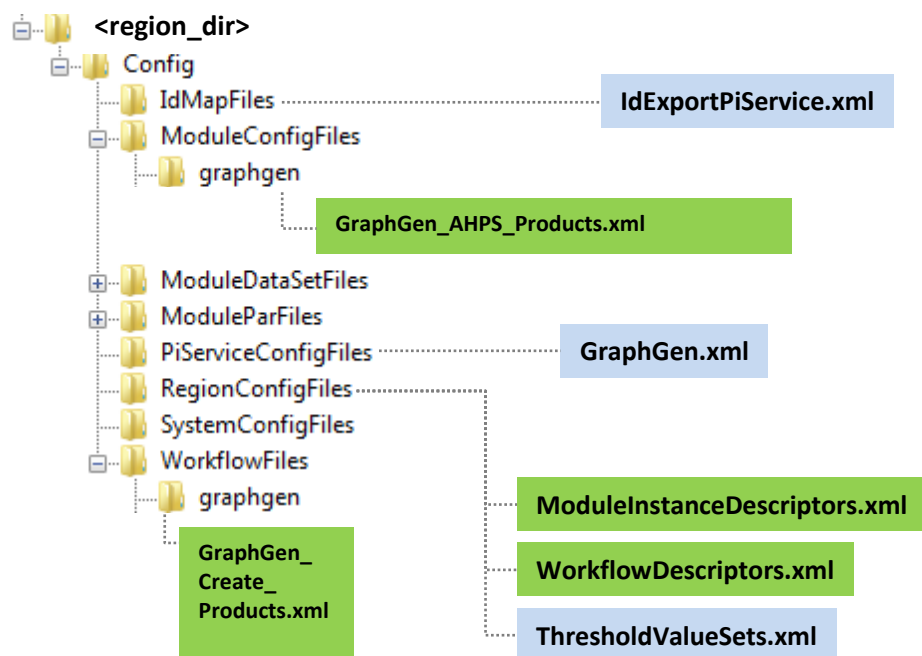 <region_dir>
Config
IdMapFiles
IdExportPiService.xml
ModuleConfigFiles
graphgen
GraphGen_AHPS_Products.xml
ModuleDataSetFiles
ModuleParFiles
PiServiceConfigFiles
GraphGen.xml
RegionConfigFiles
SystemConfigFiles
WorkflowFiles
graphgen
ModuleInstanceDescriptors.xml
GraphGen_
Create_
Products.xml
WorkflowDescriptors.xml
ThresholdValueSets.xml